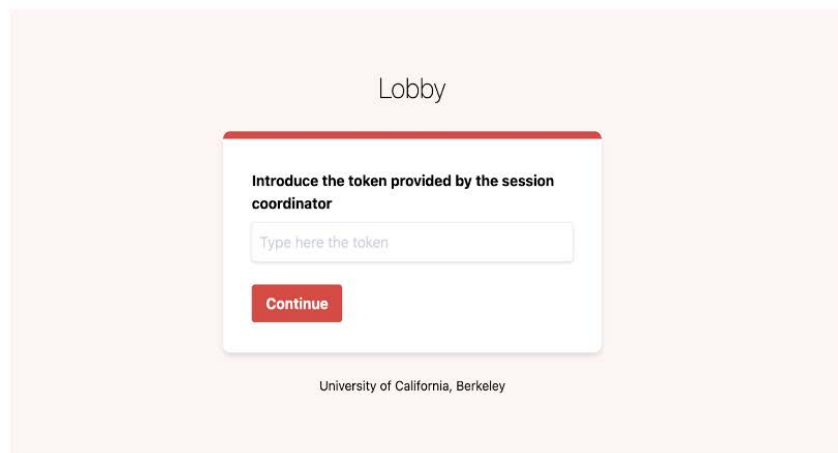 Lobby
Introduce the token provided by the session
coordinator
Type here the token
Continue
University of California, Berkeley